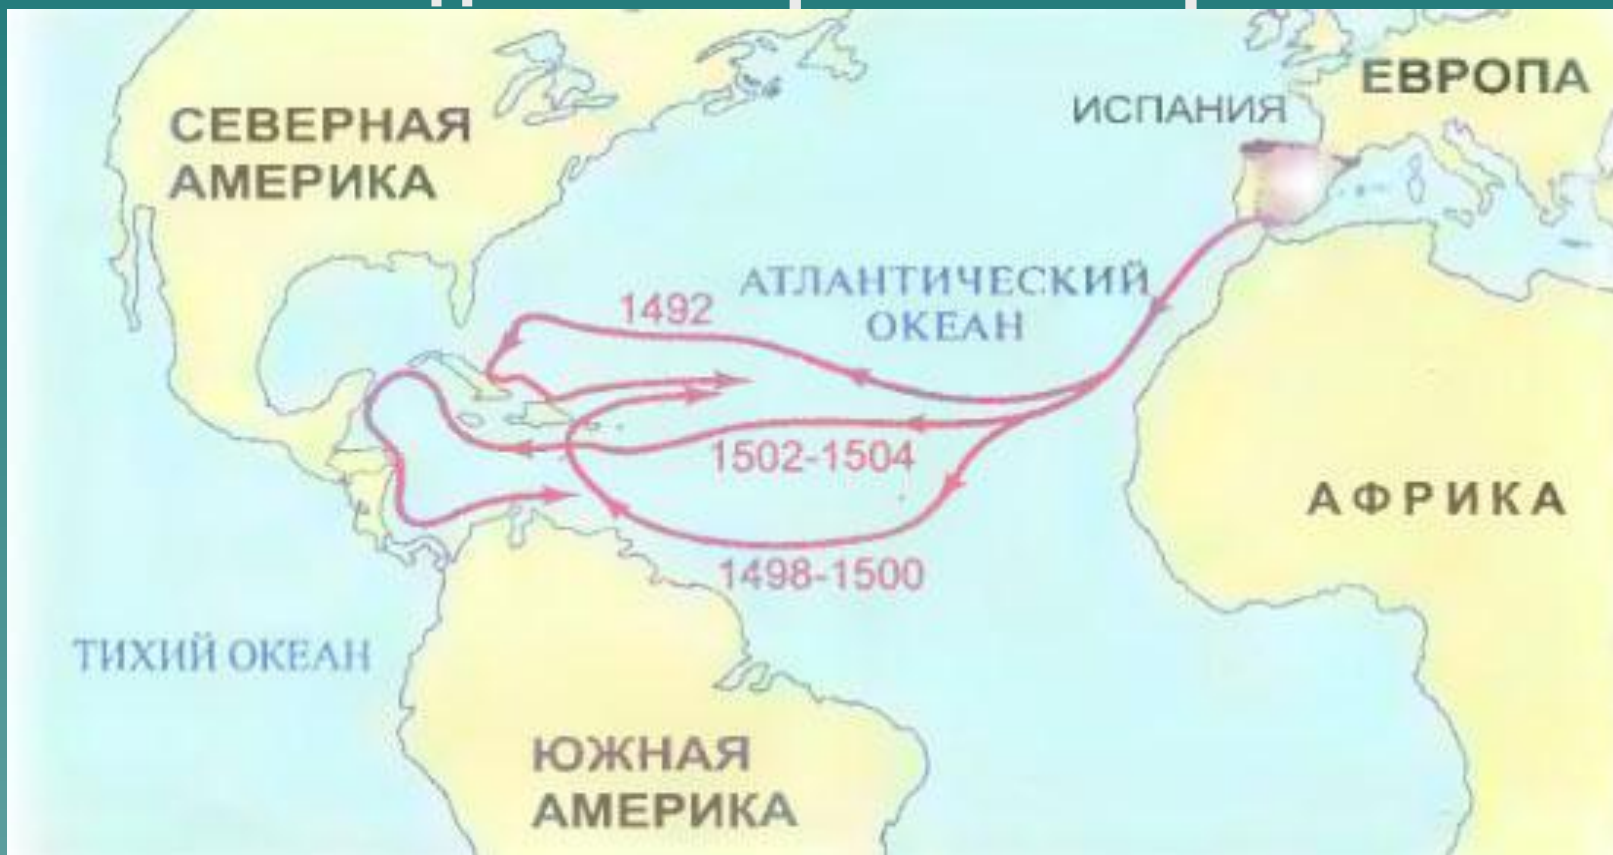 ЕВРОПА
ИСПАНИЯ
СЕВЕРНАЯ
АМЕРИКА
АТЛАНТИЧЕСКИЙ
ОКЕАН
1492
1502-1504
АФРИКА
1498-1500
ТИХИЙ ОКЕАН
ЮЖНАЯ
АМЕРИКА